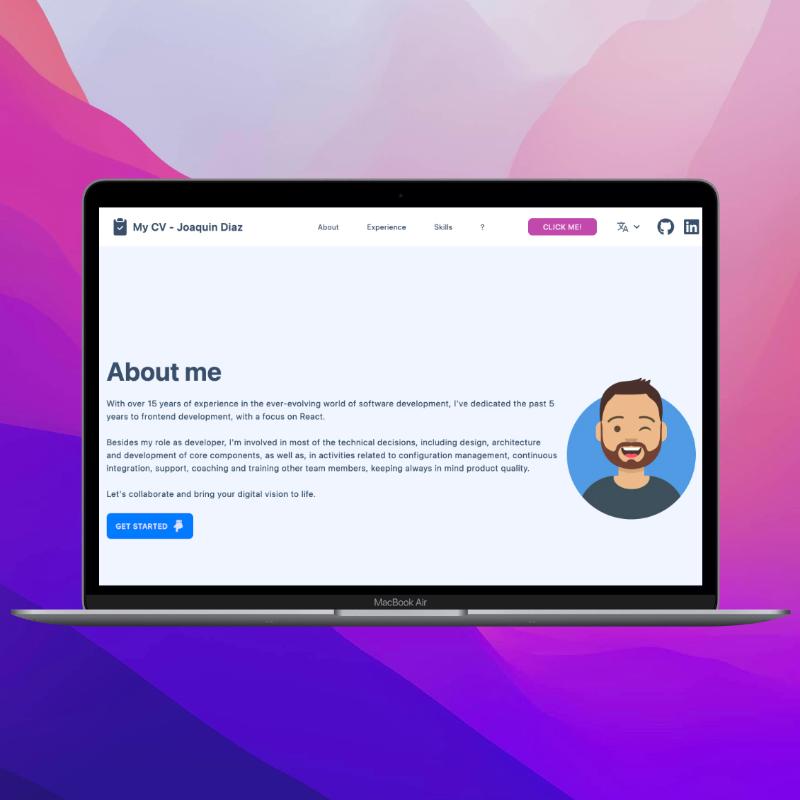 My CV - Joaquin Diaz
About
Experience
Skills
?
CLICK ME!
in
About me
With over 15 years of experience in the ever-evolving world of software development, I've dedicated the past 5
years to frontend development, with a focus on React.
Besides my role as developer, I'm involved in most of the technical decisions, including design, architecture
and development of core components, as well as, in activities related to configuration management, continuous
integration, support, coaching and training other team members, keeping always in mind product quality.
Let's collaborate and bring your digital vision to life.
GET STARTED
MacBook Air